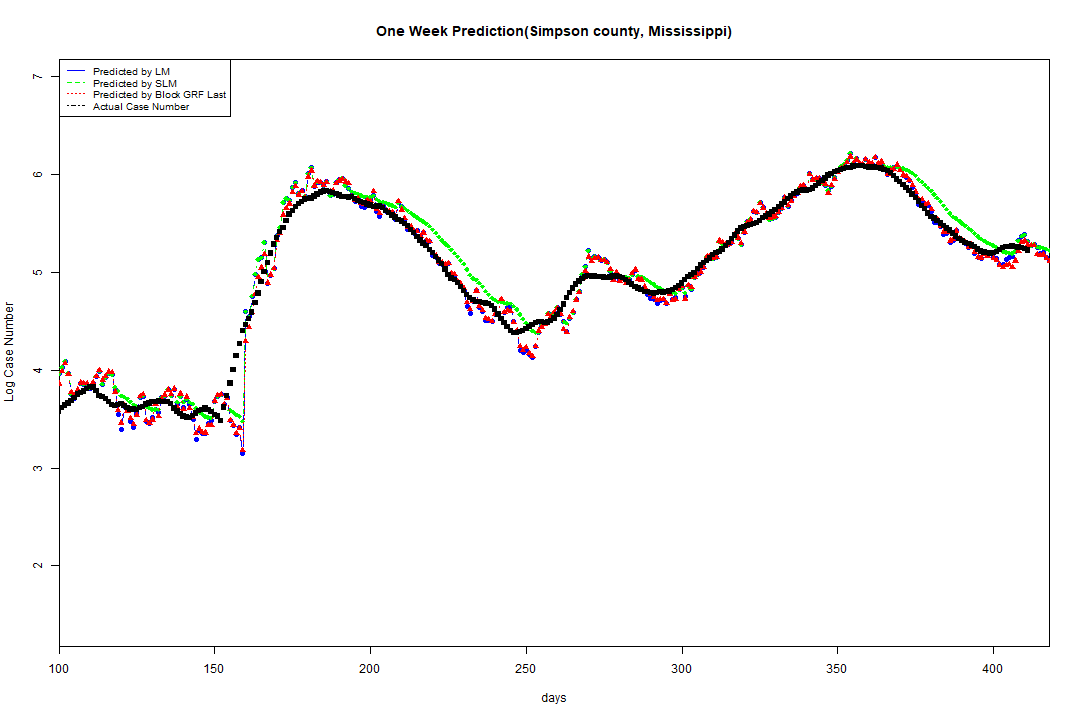 One Week Prediction(Simpson county, Mississippi)
Predicted by LM
Predicted by SLM
Predicted by Block GRF Last
Actual Case Number
7
6
5
4
3
2
Log Case Number
100 150 200 250 300 350 400
days